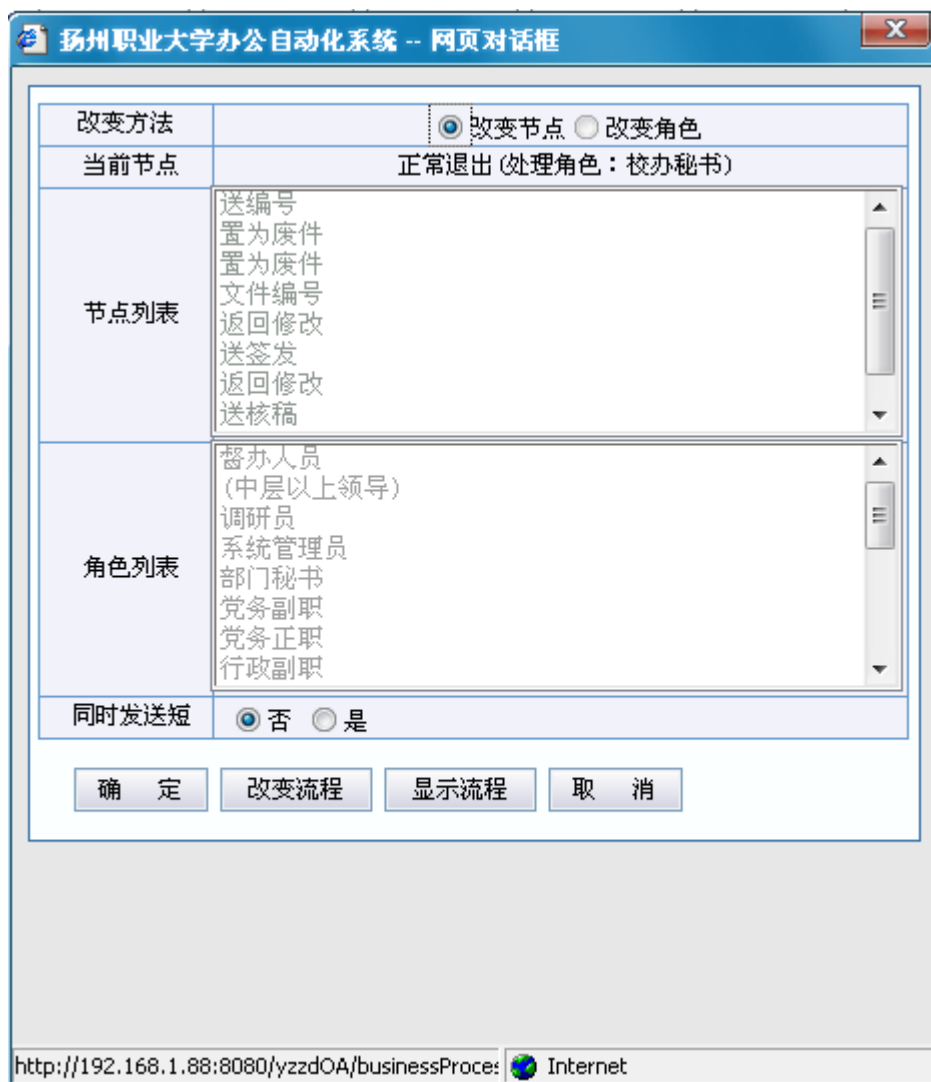 扬州职业大学办公自动化系统 -- 网页对话框
改变方法 改变节点 改变角色
当前节点 正常退出(处理角色：校办秘书)
节点列表
送编号
置为废件
置为废件
文件编号
返回修改
送签发
返回修改
送核稿
角色列表
督办人员
(中层以上领导)
调研员
系统管理员
部门秘书
党务副职
党务正职
行政副职
同时发送短 否 是
确 定 改变流程 显示流程 取 消
http://192.168.1.88:8080/yzzdOA/businessProces Internet